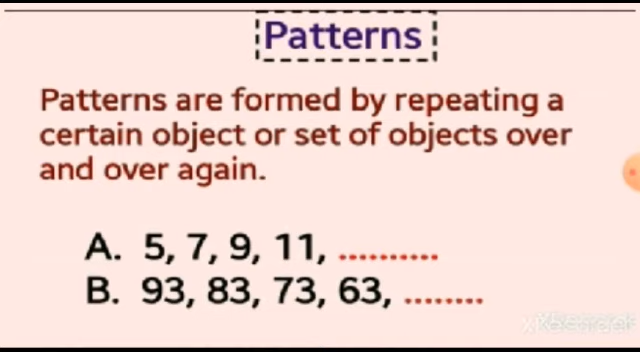 Patterns
Patterns are formed by repeating a
certain object or set of objects over
and over again.
A. 5, 7, 9, 11, ...........
B. 93, 83, 73, 63, ........